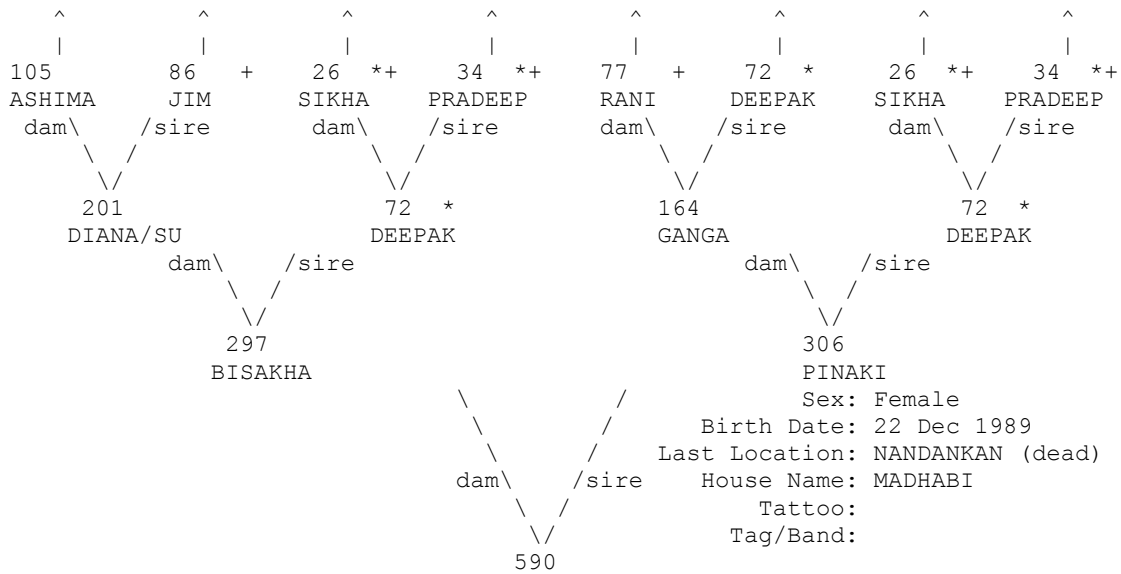 ^ ^ ^ ^ ^ ^ ^ ^
| | | | | | | |
105 86 + 26 *+ 34 *+ 77 + 72 * 26 *+ 34 *+
ASHIMA JIM SIKHA PRADEEP RANI DEEPAK SIKHA PRADEEP
dam\ /sire dam\ /sire dam\ /sire dam\ /sire
\ / \ / \ / \ /
\/ \/ \/ \/
201 72 * 164 72 *
DIANA/SU DEEPAK GANGA DEEPAK
dam\ /sire dam\ /sire
\ / \ /
\/ \/
297 306
BISAKHA PINAKI
\ / Sex: Female
\ / Birth Date: 22 Dec 1989
\ / Last Location: NANDANKAN (dead)
dam\ /sire House Name: MADHABI
\ / Tattoo:
\/ Tag/Band:
590